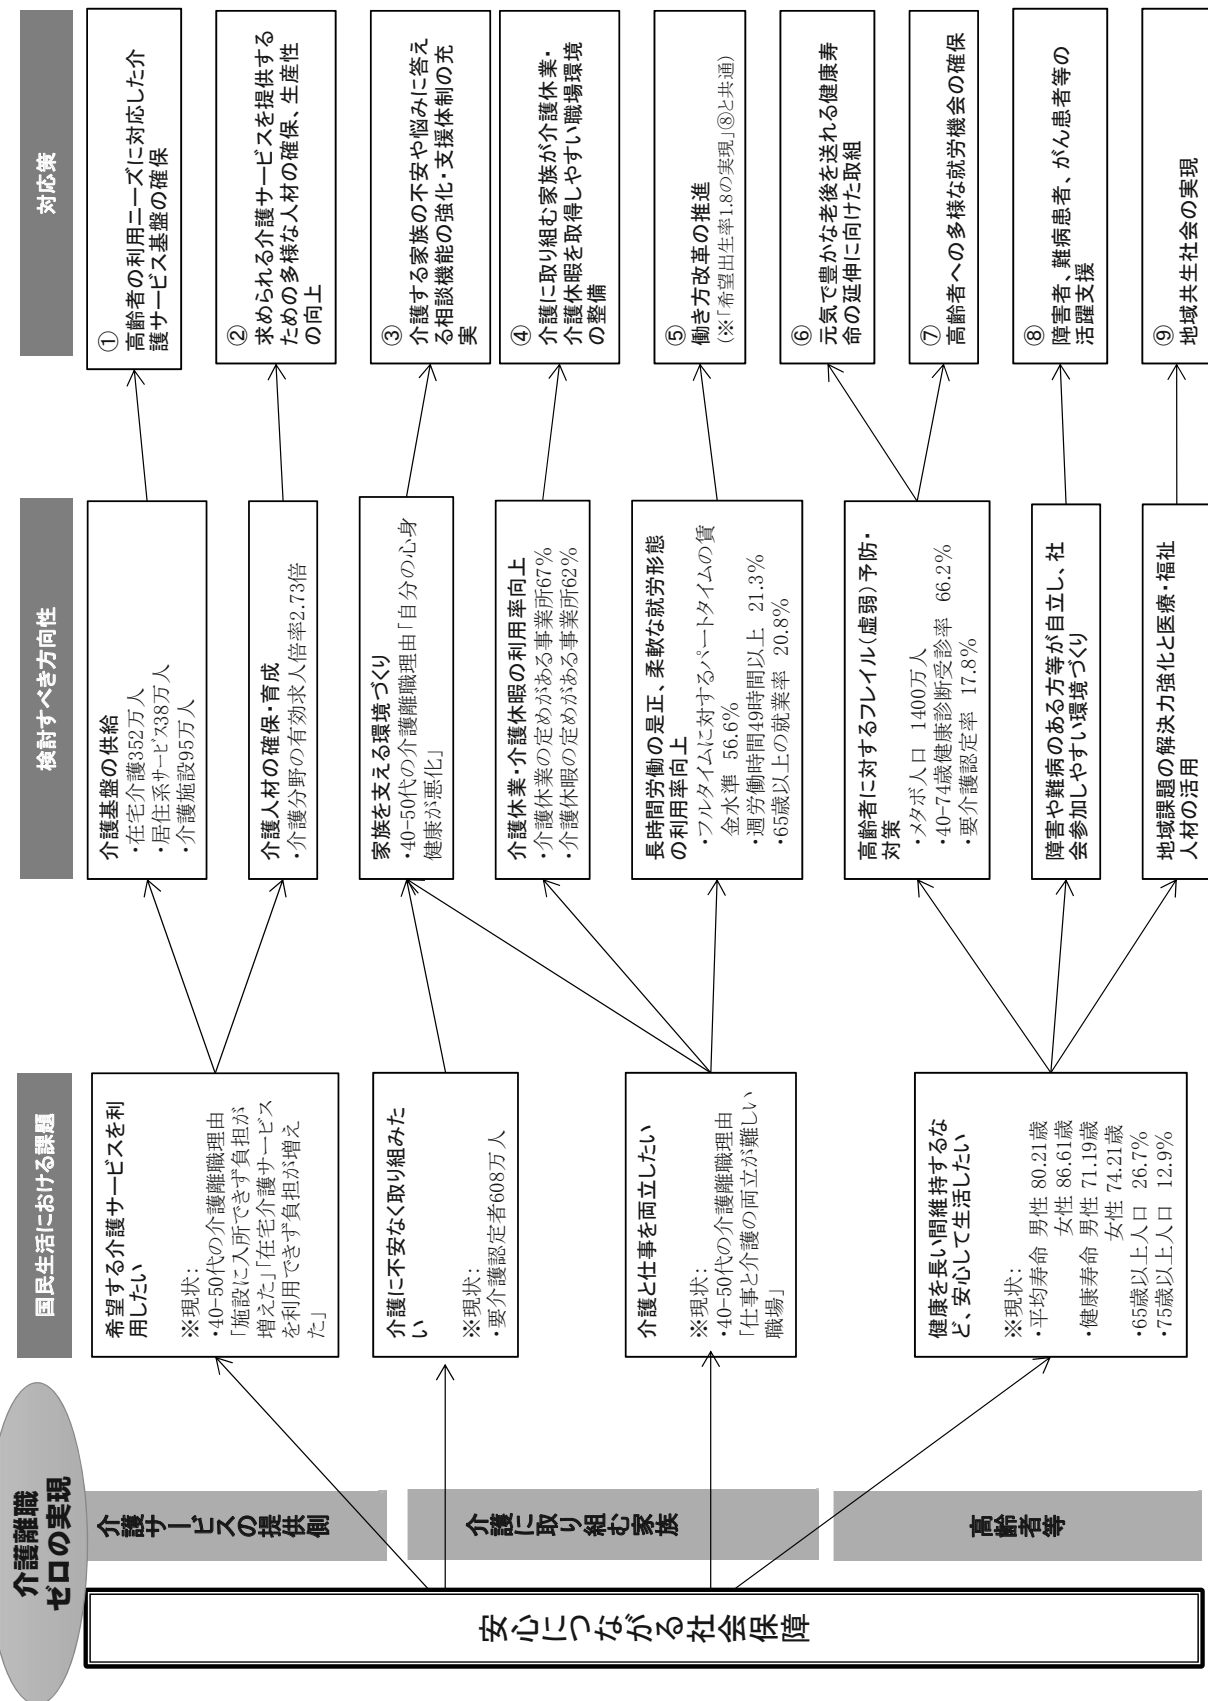 介護離職
ゼロの実現
安心につながる社会保障
介護サービスの提供側
介護に取り組む家族
高齢者等
国民生活における課題
希望する介護サービスを利
用したい
※現状:
・40-50代の介護離職理由
「施設に入所できず負担が
増えた」「在宅介護サービス
を利用できず負担が増え
た」
介護に不安なく取り組みた
い
※現状:
・要介護認定者608万人
介護と仕事を両立したい
※現状:
・40-50代の介護離職理由
「仕事と介護の両立が難しい
職場」
健康を長い間維持するな
ど、安心して生活したい
※現状:
・平均寿命 男性 80.21歳
女性 86.61歳
・健康寿命 男性 71.19歳
女性 74.21歳
・65歳以上人口 26.7%
・75歳以上人口 12.9%
検討すべき方向性
介護基盤の供給
・在宅介護352万人
・居住系サービス38万人
・介護施設95万人
介護人材の確保・育成
・介護分野の有効求人倍率2.73倍
家族を支える環境づくり
・40-50代の介護離職理由「自分の心身
健康が悪化」
介護休業・介護休暇の利用率向上
・介護休業の定めがある事業所67%
・介護休暇の定めがある事業所62%
長時間労働の是正、柔軟な就労形態
の利用率向上
・フルタイムに対するパートタイムの賃
金水準 56.6%
・週労働時間49時間以上 21.3%
・65歳以上の就業率 20.8%
高齢者に対するフレイル(虚弱)予防・
対策
・メタボ人口 1400万人
・40-74歳健康診断受診率 66.2%
・要介護認定率 17.8%
障害や難病のある方等が自立し、社
会参加しやすい環境づくり
地域課題の解決力強化と医療・福祉
人材の活用
対応策
①
高齢者の利用ニーズに対応した介
護サービス基盤の確保
②
求められる介護サービスを提供する
ための多様な人材の確保、生産性
の向上
③
介護する家族の不安や悩みに答え
る相談機能の強化・支援体制の充
実
④
介護に取り組む家族が介護休業・
介護休暇を取得しやすい職場環境
の整備
⑤
働き方改革の推進
(※「希望出生率1.8の実現」⑧と共通)
⑥
元気で豊かな老後を送れる健康寿
命の延伸に向けた取組
⑦
高齢者への多様な就労機会の確保
⑧
障害者、難病患者、がん患者等の
活躍支援
⑨
地域共生社会の実現